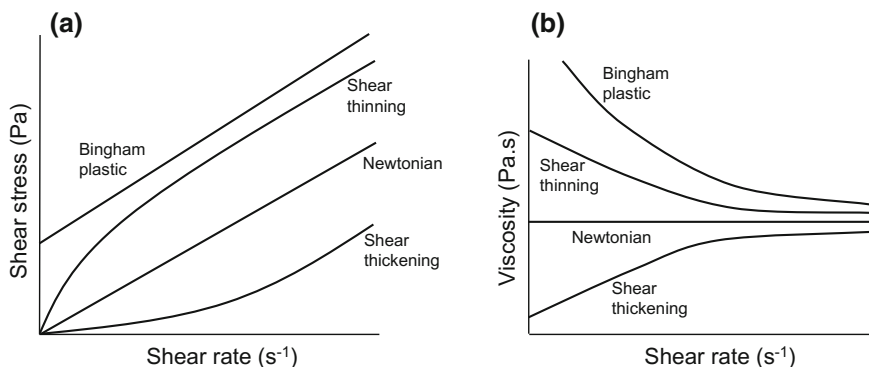 (a)
Shear stress (Pa)
Bingham
plastic
Shear
thinning
Newtonian
Shear
thickening
Shear rate (s⁻¹)
(b)
Viscosity (Pa.s)
Bingham
plastic
Shear
thinning
Newtonian
Shear
thickening
Shear rate (s⁻¹)